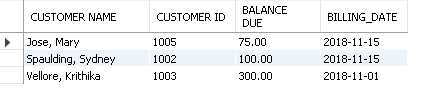 CUSTOMER NAME CUSTOMER ID BALANCE DUE BILLING_DATE
Jose, Mary 1005 75.00 2018-11-15
Spaulding, Sydney 1002 100.00 2018-11-15
Vellore, Krithika 1003 300.00 2018-11-01